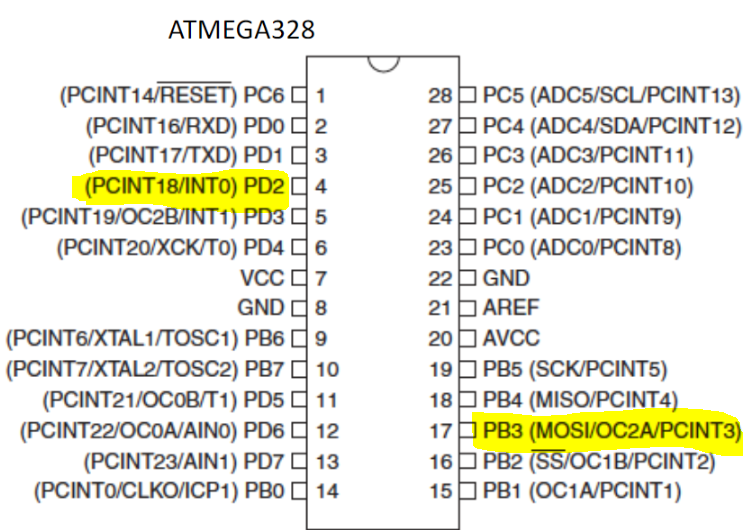 ATMEGA328
(PCINT14/RESET) PC6 1 28 PC5 (ADC5/SCL/PCINT13)
(PCINT16/RXD) PD0 2 27 PC4 (ADC4/SDA/PCINT12)
(PCINT17/TXD) PD1 3 26 PC3 (ADC3/PCINT11)
(PCINT18/INT0) PD2 4 25 PC2 (ADC2/PCINT10)
(PCINT19/OC2B/INT1) PD3 5 24 PC1 (ADC1/PCINT9)
(PCINT20/XCK/T0) PD4 6 23 PC0 (ADC0/PCINT8)
VCC 7 22 GND
GND 8 21 AREF
(PCINT6/XTAL1/TOSC1) PB6 9 20 AVCC
(PCINT7/XTAL2/TOSC2) PB7 10 19 PB5 (SCK/PCINT5)
(PCINT21/OC0B/T1) PD5 11 18 PB4 (MISO/PCINT4)
(PCINT22/OC0A/AIN0) PD6 12 17 PB3 (MOSI/OC2A/PCINT3)
(PCINT23/AIN1) PD7 13 16 PB2 (SS/OC1B/PCINT2)
(PCINT0/CLKO/ICP1) PB0 14 15 PB1 (OC1A/PCINT1)